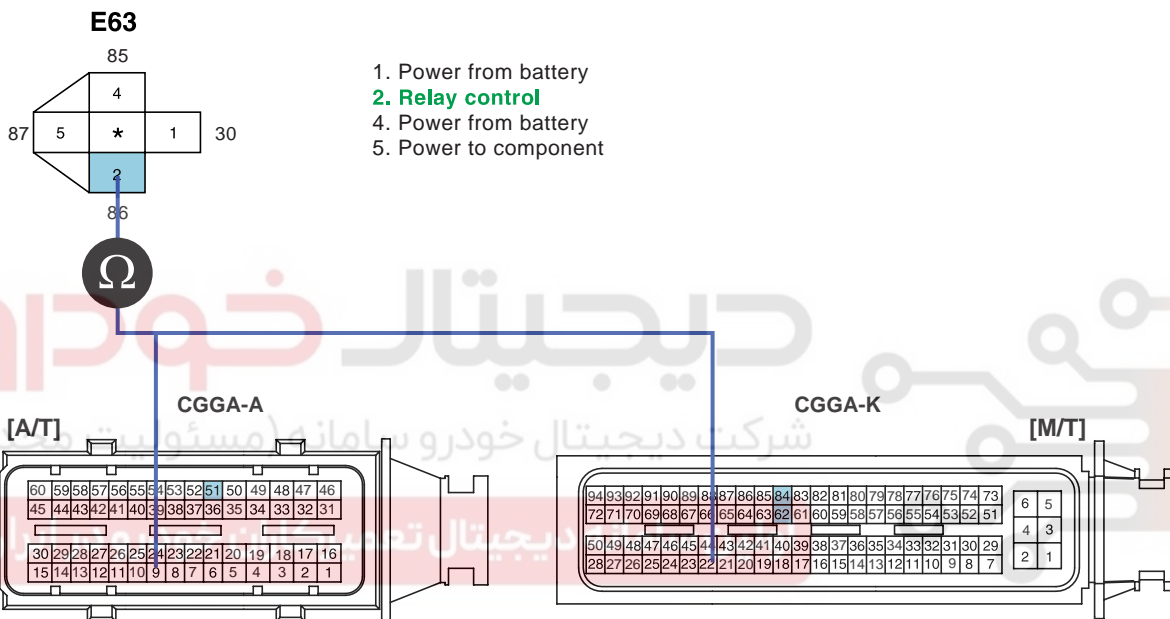 E63
85
4
87 5 * 1 30
2
86
1. Power from battery
2. Relay control
4. Power from battery
5. Power to component
Ω
دیجیتال خودرو
CGGA-A
CGGA-K
[A/T]
[M/T]
شرکت دیجیتال خودرو سامانه (مسئولیت
60 59 58 57 56 55 54 53 52 51 50 49 48 47 46
45 44 43 42 41 40 39 38 37 36 35 34 33 32 31
30 29 28 27 26 25 24 23 22 21 20 19 18 17 16
15 14 13 12 11 10 9 8 7 6 5 4 3 2 1
94 93 92 91 90 89 88 87 86 85 84 83 82 81 80 79 78 77 76 75 74 73
72 71 70 69 68 67 66 65 64 63 62 61 60 59 58 57 56 55 54 53 52 51
50 49 48 47 46 45 44 43 42 41 40 39 38 37 36 35 34 33 32 31 30 29
28 27 26 25 24 23 22 21 20 19 18 17 16 15 14 13 12 11 10 9 8 7
6 5
4 3
2 1
دیجیتال